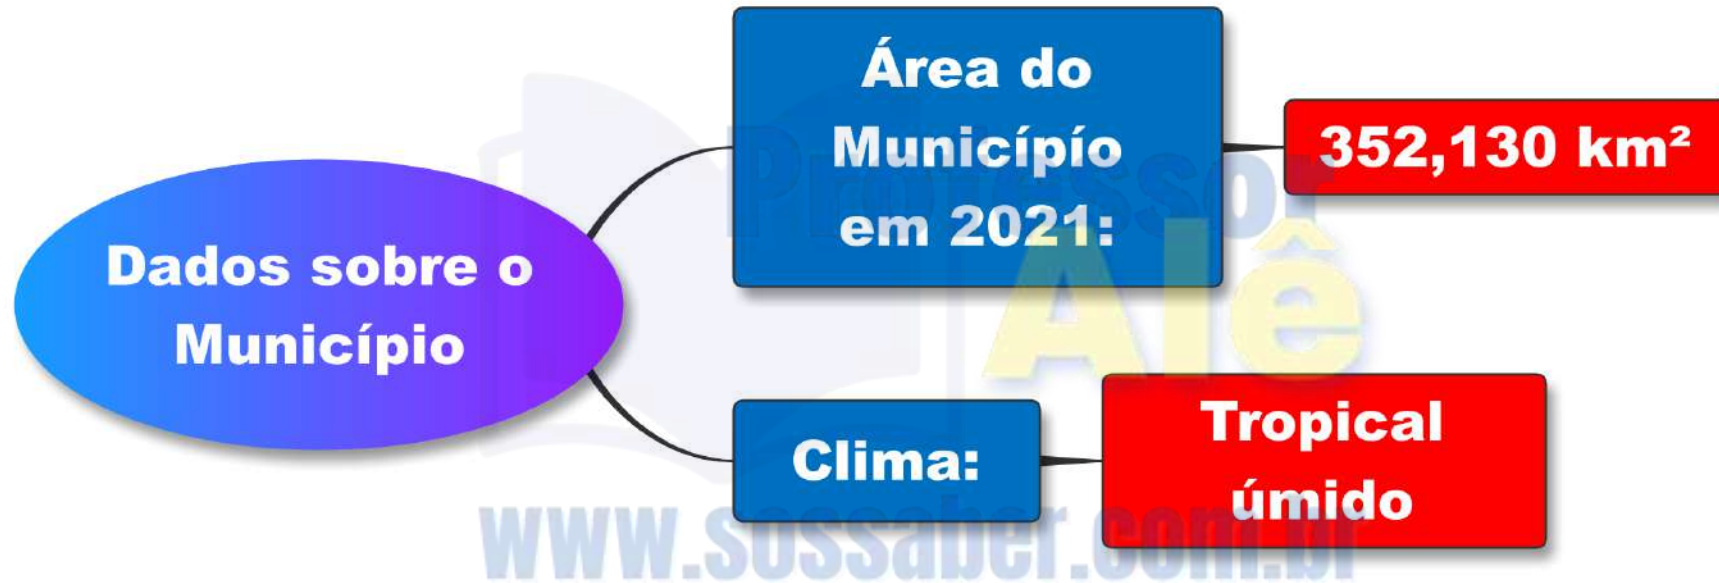 Dados sobre o
Município
Área do
Municípío
em 2021:
352,130 km²
Clima:
Tropical
úmido
Professor
Alê
www.sossaber.com.br